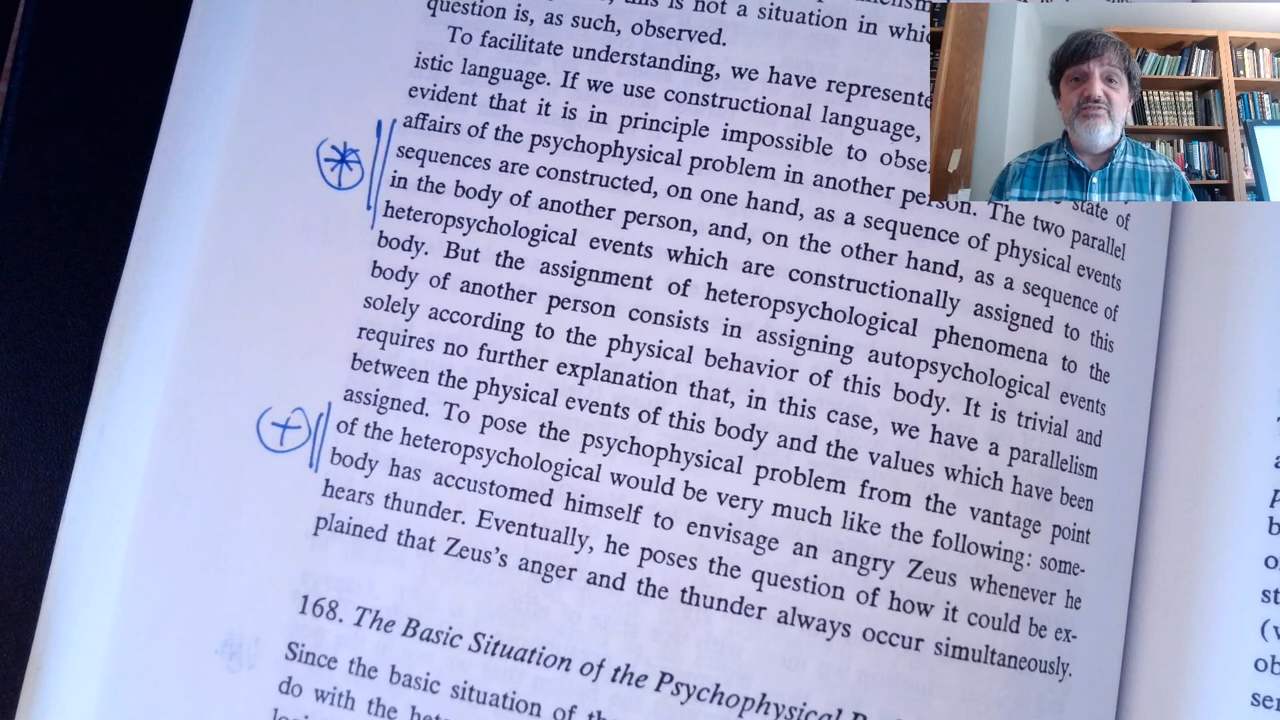 is not a situation in
question is, as such, observed.
To facilitate understanding, we have
istic language. If we use constructional language,
evident that it is in principle impossible to
state of
affairs of the psychophysical problem in another person. The two parallel
sequences are constructed, on one hand, as a sequence of physical events
in the body of another person, and, on the other hand, as a sequence of
heteropsychological events which are constructionally assigned to this
body. But the assignment of heteropsychological phenomena to the
body of another person consists in assigning autopsychological events
solely according to the physical behavior of this body. It is trivial and
requires no further explanation that, in this case, we have a parallelism
between the physical events of this body and the values which have been
assigned. To pose the psychophysical problem from the vantage point
of the heteropsychological would be very much like the following: some-
body has accustomed himself to envisage an angry Zeus whenever he
hears thunder. Eventually, he poses the question of how it could be ex-
plained that Zeus's anger and the thunder always occur simultaneously.
168. The Basic Situation of the Psychophysical
Since the basic situation of
do with the